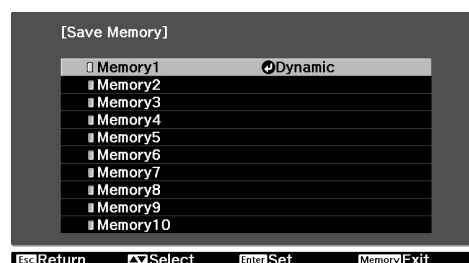 [Save Memory]
Memory1 Dynamic
Memory2
Memory3
Memory4
Memory5
Memory6
Memory7
Memory8
Memory9
Memory10
Esc Return Select Enter Set Memory Exit